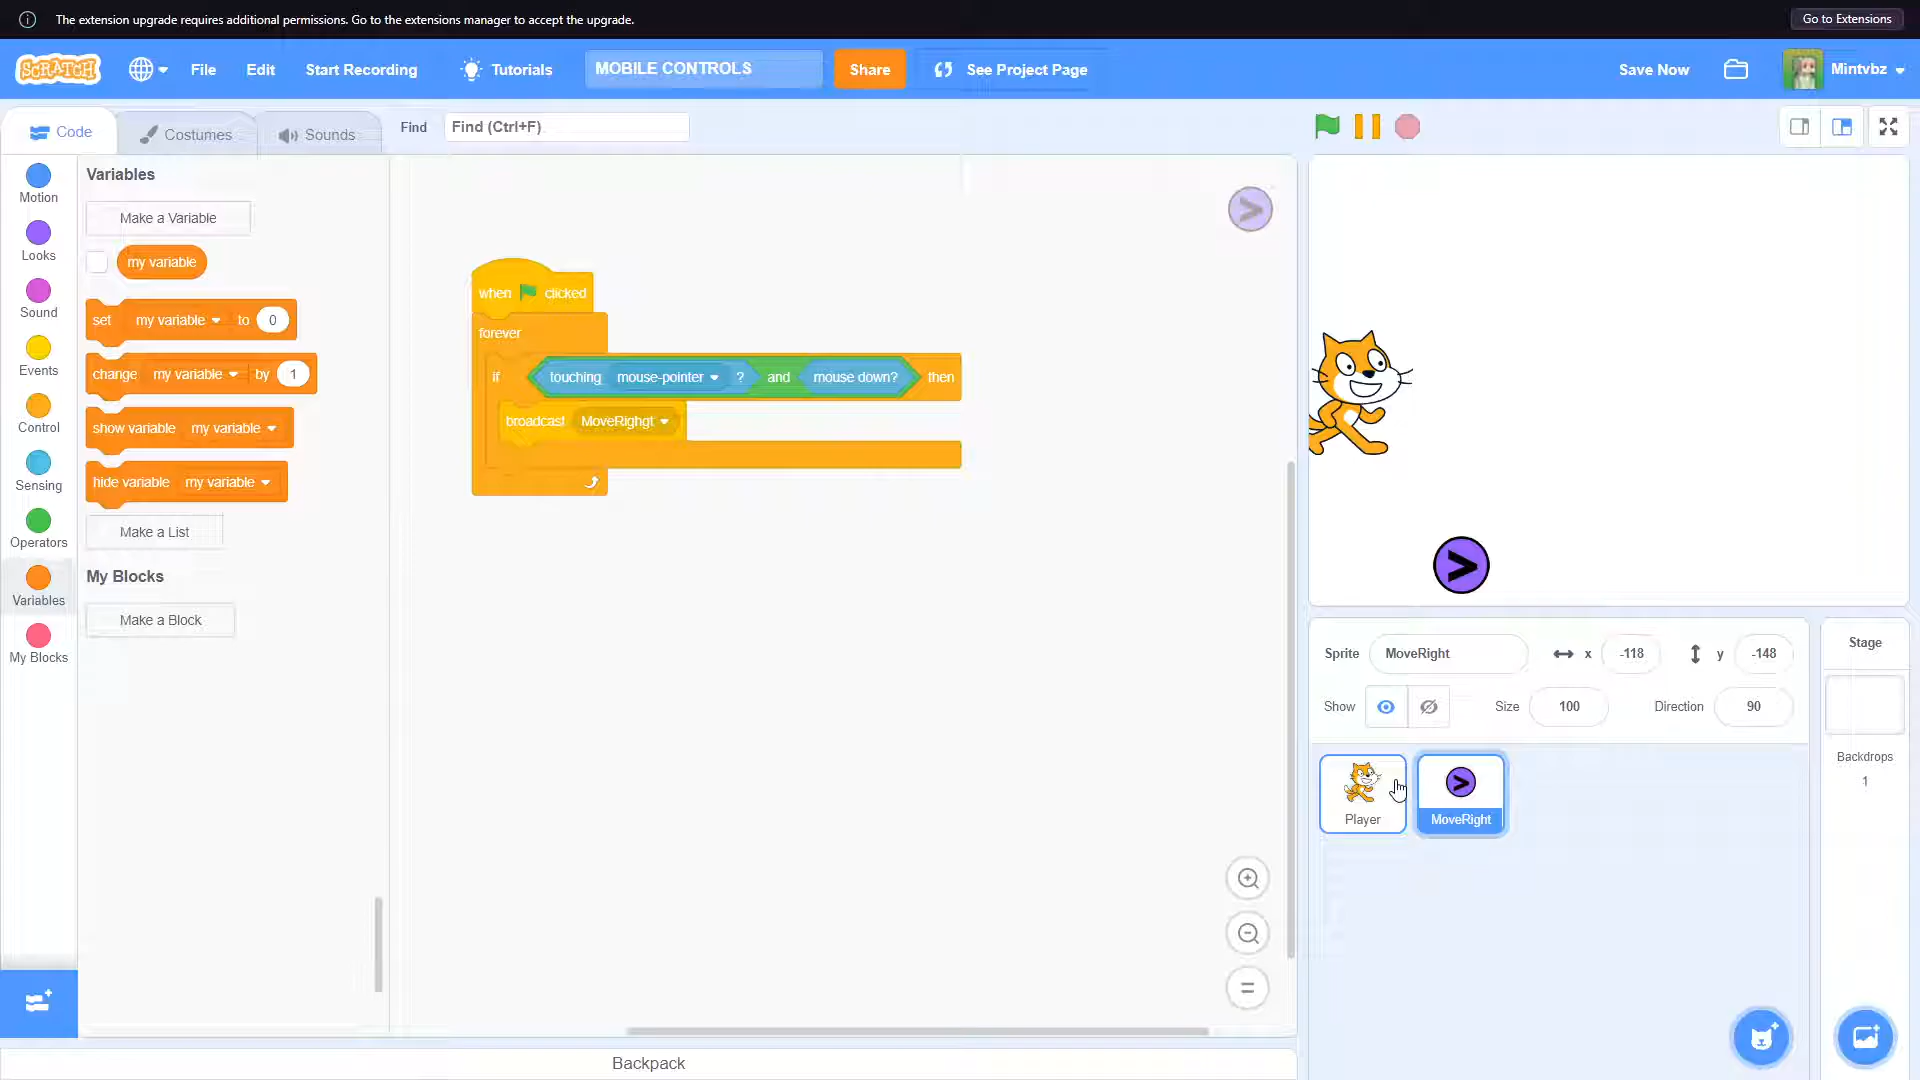 The extension upgrade requires additional permissions. Go to the extensions manager to accept the upgrade.
Go to Extensions
SCRATCH
File
Edit
Start Recording
Tutorials
MOBILE CONTROLS
Share
See Project Page
Save Now
Mintvbz
Code
Costumes
Sounds
Find
Find (Ctrl+F)
Motion
Looks
Sound
Events
Control
Sensing
Operators
Variables
My Blocks
Variables
Make a Variable
my variable
set my variable to 0
change my variable by 1
show variable my variable
hide variable my variable
Make a List
My Blocks
Make a Block
when clicked
forever
if touching mouse-pointer ? and mouse down? then
broadcast MoveRighgt
Sprite MoveRight x -118 y -148
Show Size 100 Direction 90
Player
MoveRight
Stage
Backdrops
1
Backpack